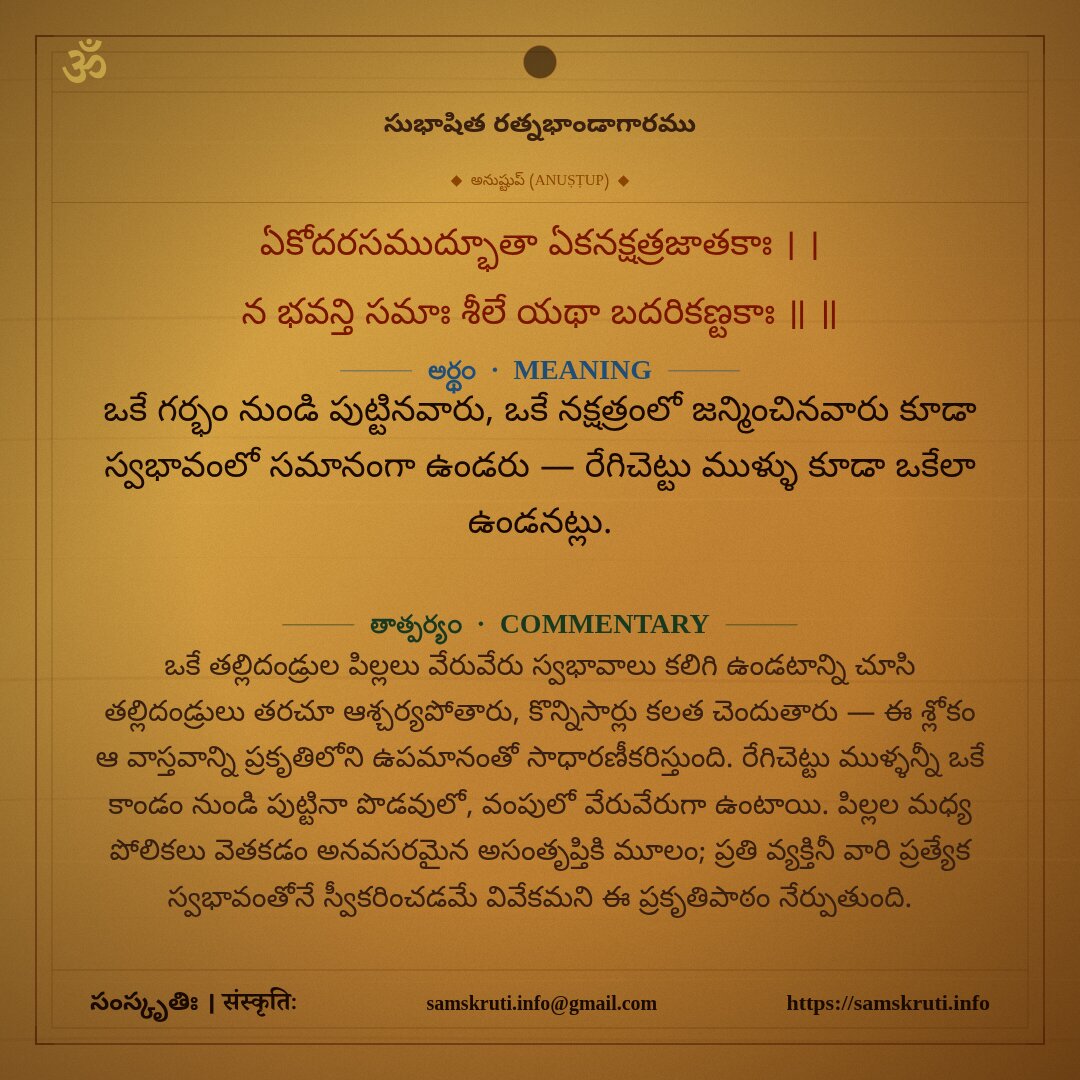 ॐ
సుభాషిత రత్నభాండాగారము
◆ అనుష్టుప్ (ANUṢṬUP) ◆
ఏకోదరసముద్భూతా ఏకనక్షత్రజాతకాః | |
న భవన్తి సమాః శీలే యథా బదరికణ్టకాః ‖ ‖
అర్థం · MEANING
ఒకే గర్భం నుండి పుట్టినవారు, ఒకే నక్షత్రంలో జన్మించినవారు కూడా
స్వభావంలో సమానంగా ఉండరు — రేగిచెట్టు ముళ్ళు కూడా ఒకేలా
ఉండనట్లు.
తాత్పర్యం · COMMENTARY
ఒకే తల్లిదండ్రుల పిల్లలు వేరువేరు స్వభావాలు కలిగి ఉండటాన్ని చూసి
తల్లిదండ్రులు తరచూ ఆశ్చర్యపోతారు, కొన్నిసార్లు కలత చెందుతారు — ఈ శ్లోకం
ఆ వాస్తవాన్ని ప్రకృతిలోని ఉపమానంతో సాధారణీకరిస్తుంది. రేగిచెట్టు ముళ్ళన్నీ ఒకే
కాండం నుండి పుట్టినా పొడవులో, వంపులో వేరువేరుగా ఉంటాయి. పిల్లల మధ్య
పోలికలు వెతకడం అనవసరమైన అసంతృప్తికి మూలం; ప్రతి వ్యక్తినీ వారి ప్రత్యేక
స్వభావంతోనే స్వీకరించడమే వివేకమని ఈ ప్రకృతిపాఠం నేర్పుతుంది.
సంస్కృతిః | संस्कृतिः samskruti.info@gmail.com https://samskruti.info